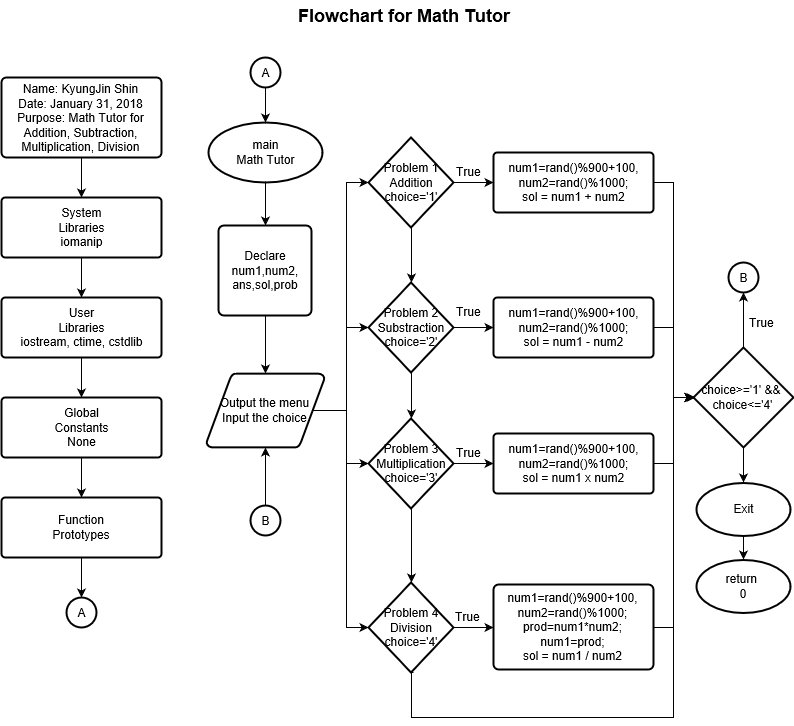 Flowchart for Math Tutor
Name: KyungJin Shin
Date: January 31, 2018
Purpose: Math Tutor for
Addition, Subtraction,
Multiplication, Division
System
Libraries
iomanip
User
Libraries
iostream, ctime, cstdlib
Global
Constants
None
Function
Prototypes
A
A
main
Math Tutor
Declare
num1,num2,
ans,sol,prob
Output the menu
Input the choice
B
Problem 1
Addition
choice='1'
True
num1=rand()%900+100,
num2=rand()%1000;
sol = num1 + num2
Problem 2
Substraction
choice='2'
True
num1=rand()%900+100,
num2=rand()%1000;
sol = num1 - num2
Problem 3
Multiplication
choice='3'
True
num1=rand()%900+100,
num2=rand()%1000;
sol = num1 x num2
Problem 4
Division
choice='4'
True
num1=rand()%900+100,
num2=rand()%1000;
prod=num1*num2;
num1=prod;
sol = num1 / num2
B
True
choice>='1' &&
choice<='4'
Exit
return
0